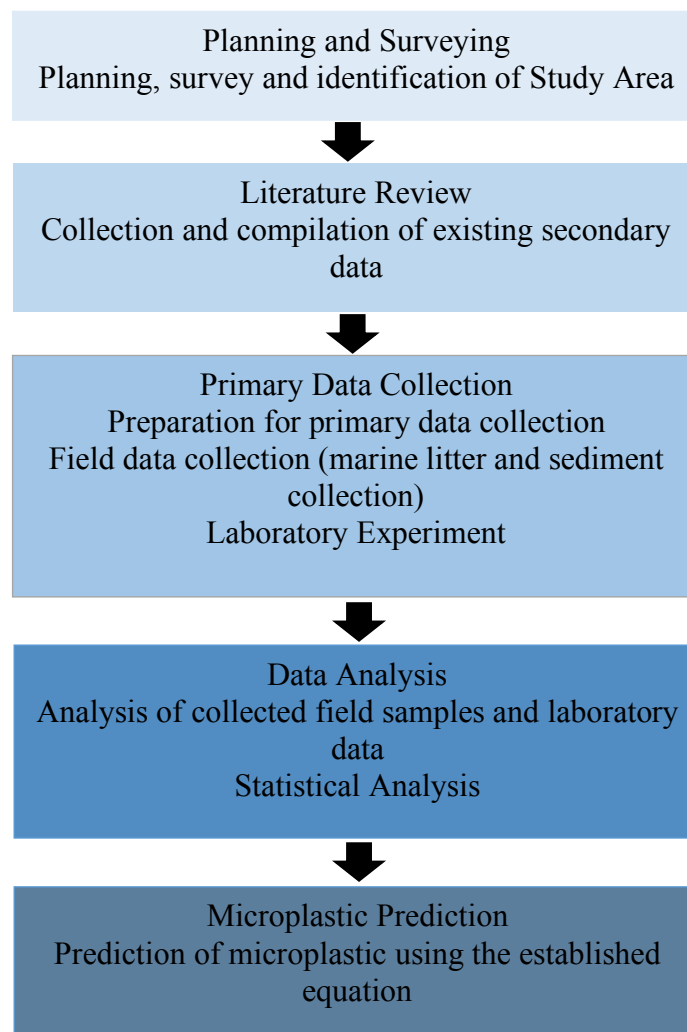 Planning and Surveying
Planning, survey and identification of Study Area
Literature Review
Collection and compilation of existing secondary
data
Primary Data Collection
Preparation for primary data collection
Field data collection (marine litter and sediment
collection)
Laboratory Experiment
Data Analysis
Analysis of collected field samples and laboratory
data
Statistical Analysis
Microplastic Prediction
Prediction of microplastic using the established
equation